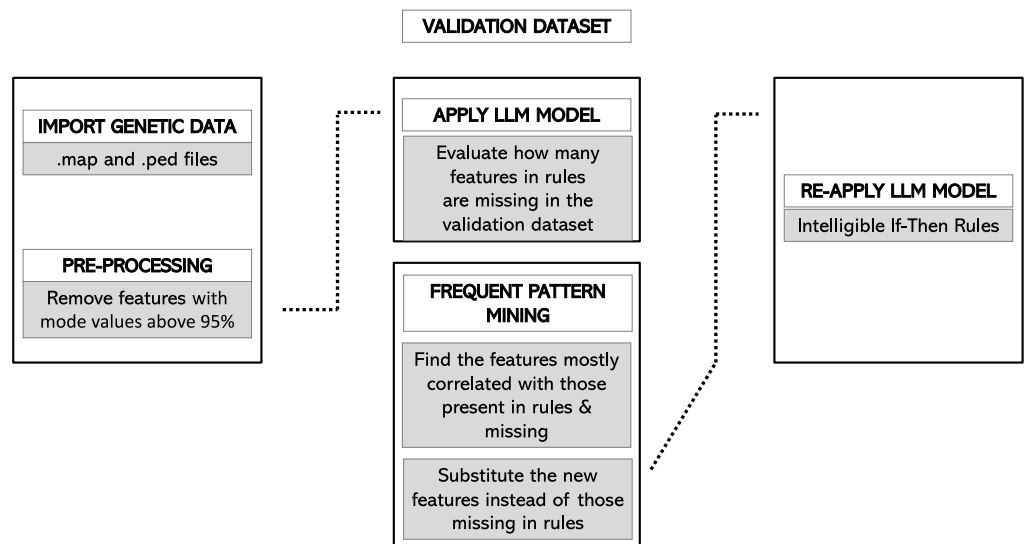 VALIDATION DATASET
IMPORT GENETIC DATA
.map and .ped files
PRE-PROCESSING
Remove features with
mode values above 95%
APPLY LLM MODEL
Evaluate how many
features in rules
are missing in the
validation dataset
FREQUENT PATTERN
MINING
Find the features mostly
correlated with those
present in rules &
missing
Substitute the new
features instead of those
missing in rules
RE-APPLY LLM MODEL
Intelligible If-Then Rules